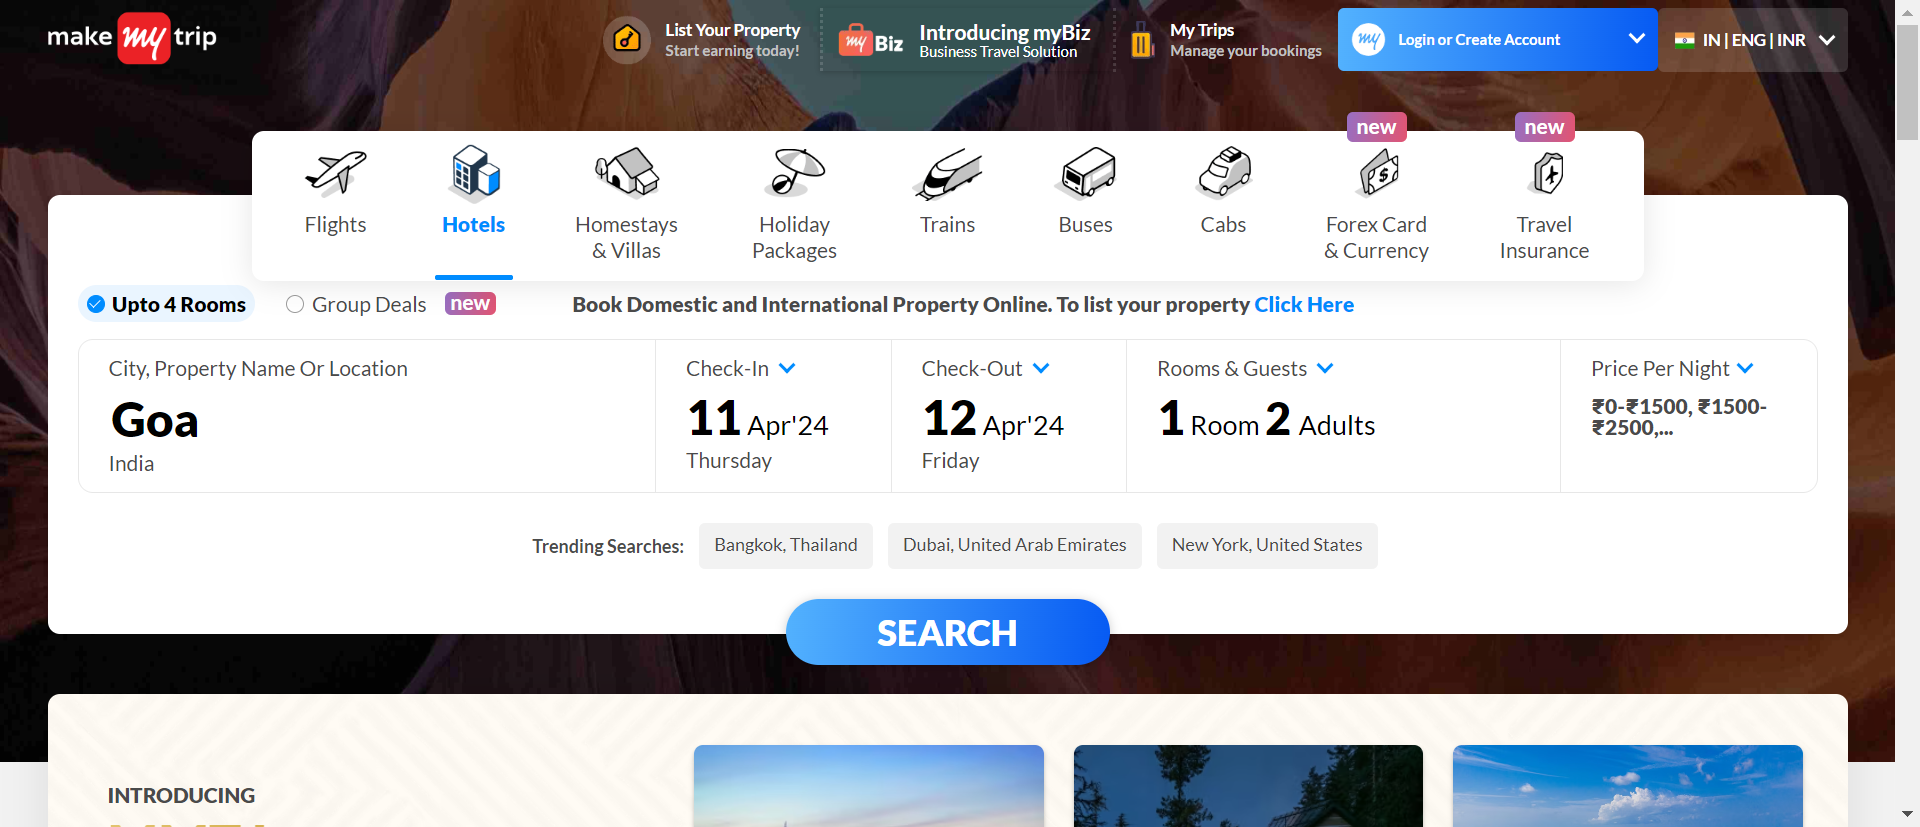 make my trip
List Your Property
Start earning today!
my Biz
Introducing myBiz
Business Travel Solution
My Trips
Manage your bookings
my
Login or Create Account
IN | ENG | INR
new
new
Flights
Hotels
Homestays
& Villas
Holiday
Packages
Trains
Buses
Cabs
Forex Card
& Currency
Travel
Insurance
Upto 4 Rooms
Group Deals
new
Book Domestic and International Property Online. To list your property Click Here
City, Property Name Or Location
Goa
India
Check-In
11 Apr'24
Thursday
Check-Out
12 Apr'24
Friday
Rooms & Guests
1 Room 2 Adults
Price Per Night
₹0-₹1500, ₹1500-
₹2500,...
Trending Searches:
Bangkok, Thailand
Dubai, United Arab Emirates
New York, United States
SEARCH
INTRODUCING